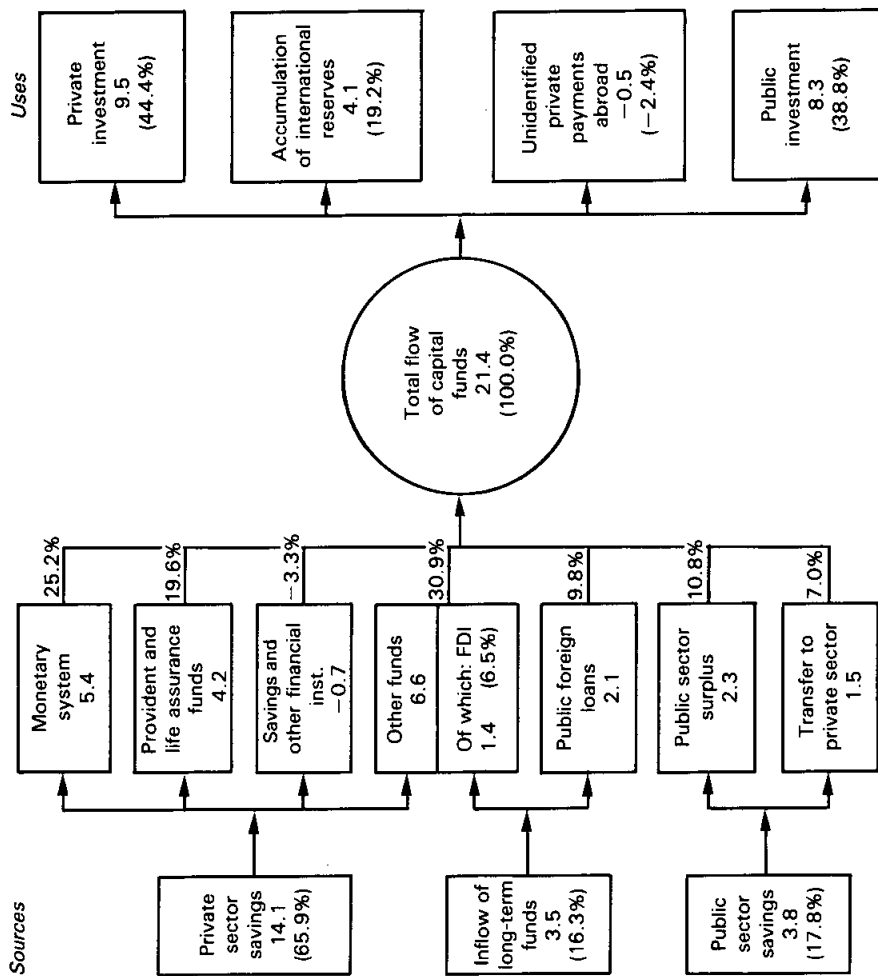 Sources
Uses
Private
sector
savings
14.1
(65.9%)
Inflow of
long-term
funds
3.5
(16.3%)
Public
sector
savings
3.8
(17.8%)
Monetary
system
5.4
25.2%
Provident and
life assurance
funds
4.2
19.6%
Savings and
other financial
inst.
−0.7
−3.3%
Other funds
6.6
30.9%
Of which: FDI
1.4 (6.5%)
Public foreign
loans
2.1
9.8%
Public sector
surplus
2.3
10.8%
Transfer to
private sector
1.5
7.0%
Total flow
of capital
funds
21.4
(100.0%)
Private
investment
9.5
(44.4%)
Accumulation
of international
reserves
4.1
(19.2%)
Unidentified
private
payments
abroad
−0.5
(−2.4%)
Public
investment
8.3
(38.8%)